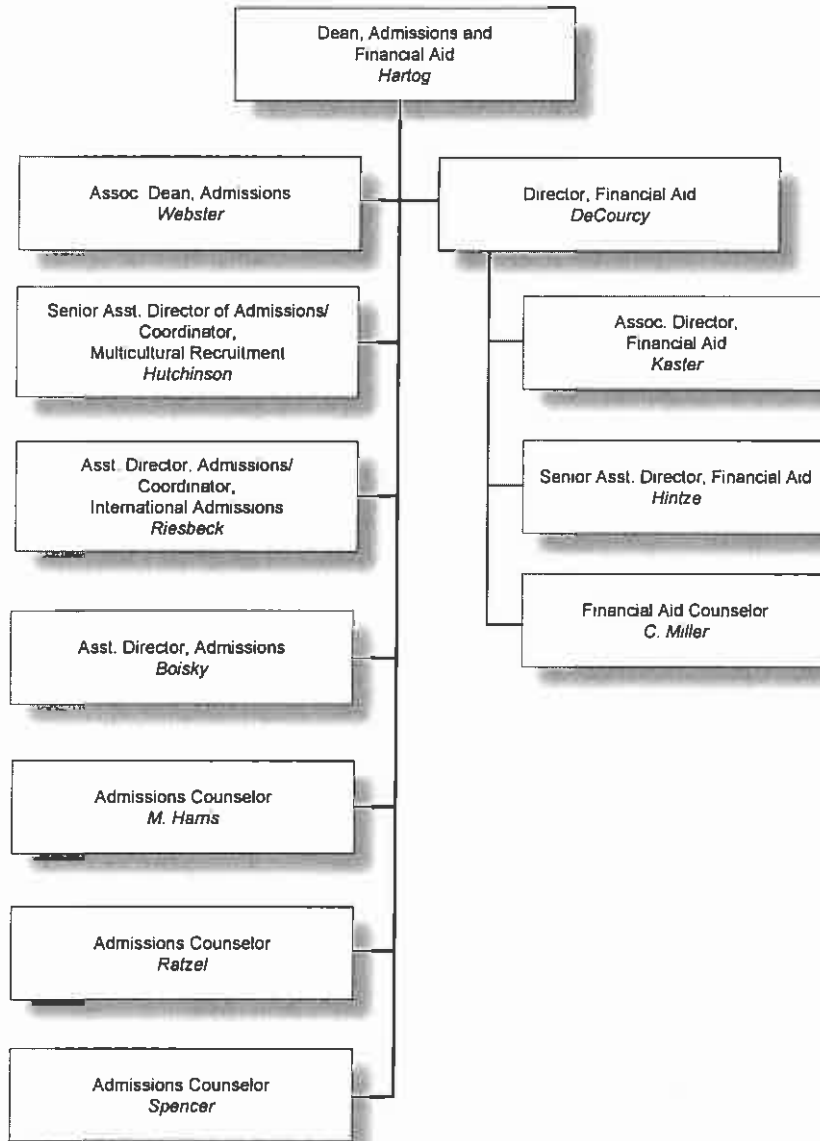 Dean, Admissions and
Financial Aid
Hartog
Assoc. Dean, Admissions
Webster
Director, Financial Aid
DeCourcy
Senior Asst. Director of Admissions/
Coordinator,
Multicultural Recruitment
Hutchinson
Assoc. Director,
Financial Aid
Kaster
Asst. Director, Admissions/
Coordinator,
International Admissions
Riesbeck
Senior Asst. Director, Financial Aid
Hintze
Financial Aid Counselor
C. Miller
Asst. Director, Admissions
Boisky
Admissions Counselor
M. Harris
Admissions Counselor
Ratzel
Admissions Counselor
Spencer